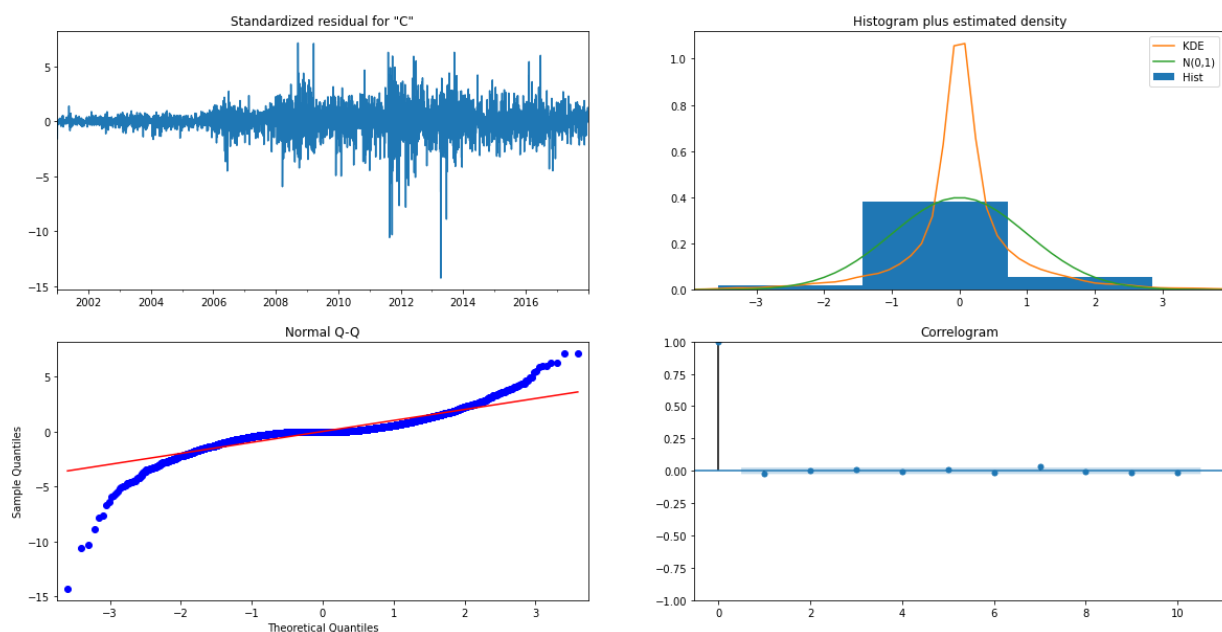 Standardized residual for "C"
5
0
−5
−10
−15
2002 2004 2006 2008 2010 2012 2014 2016
Histogram plus estimated density
KDE
N(0,1)
Hist
1.0
0.8
0.6
0.4
0.2
0.0
−3 −2 −1 0 1 2 3
Normal Q-Q
Sample Quantiles
5
0
−5
−10
−15
−3 −2 −1 0 1 2 3
Theoretical Quantiles
Correlogram
1.00
0.75
0.50
0.25
0.00
−0.25
−0.50
−0.75
−1.00
0 2 4 6 8 10